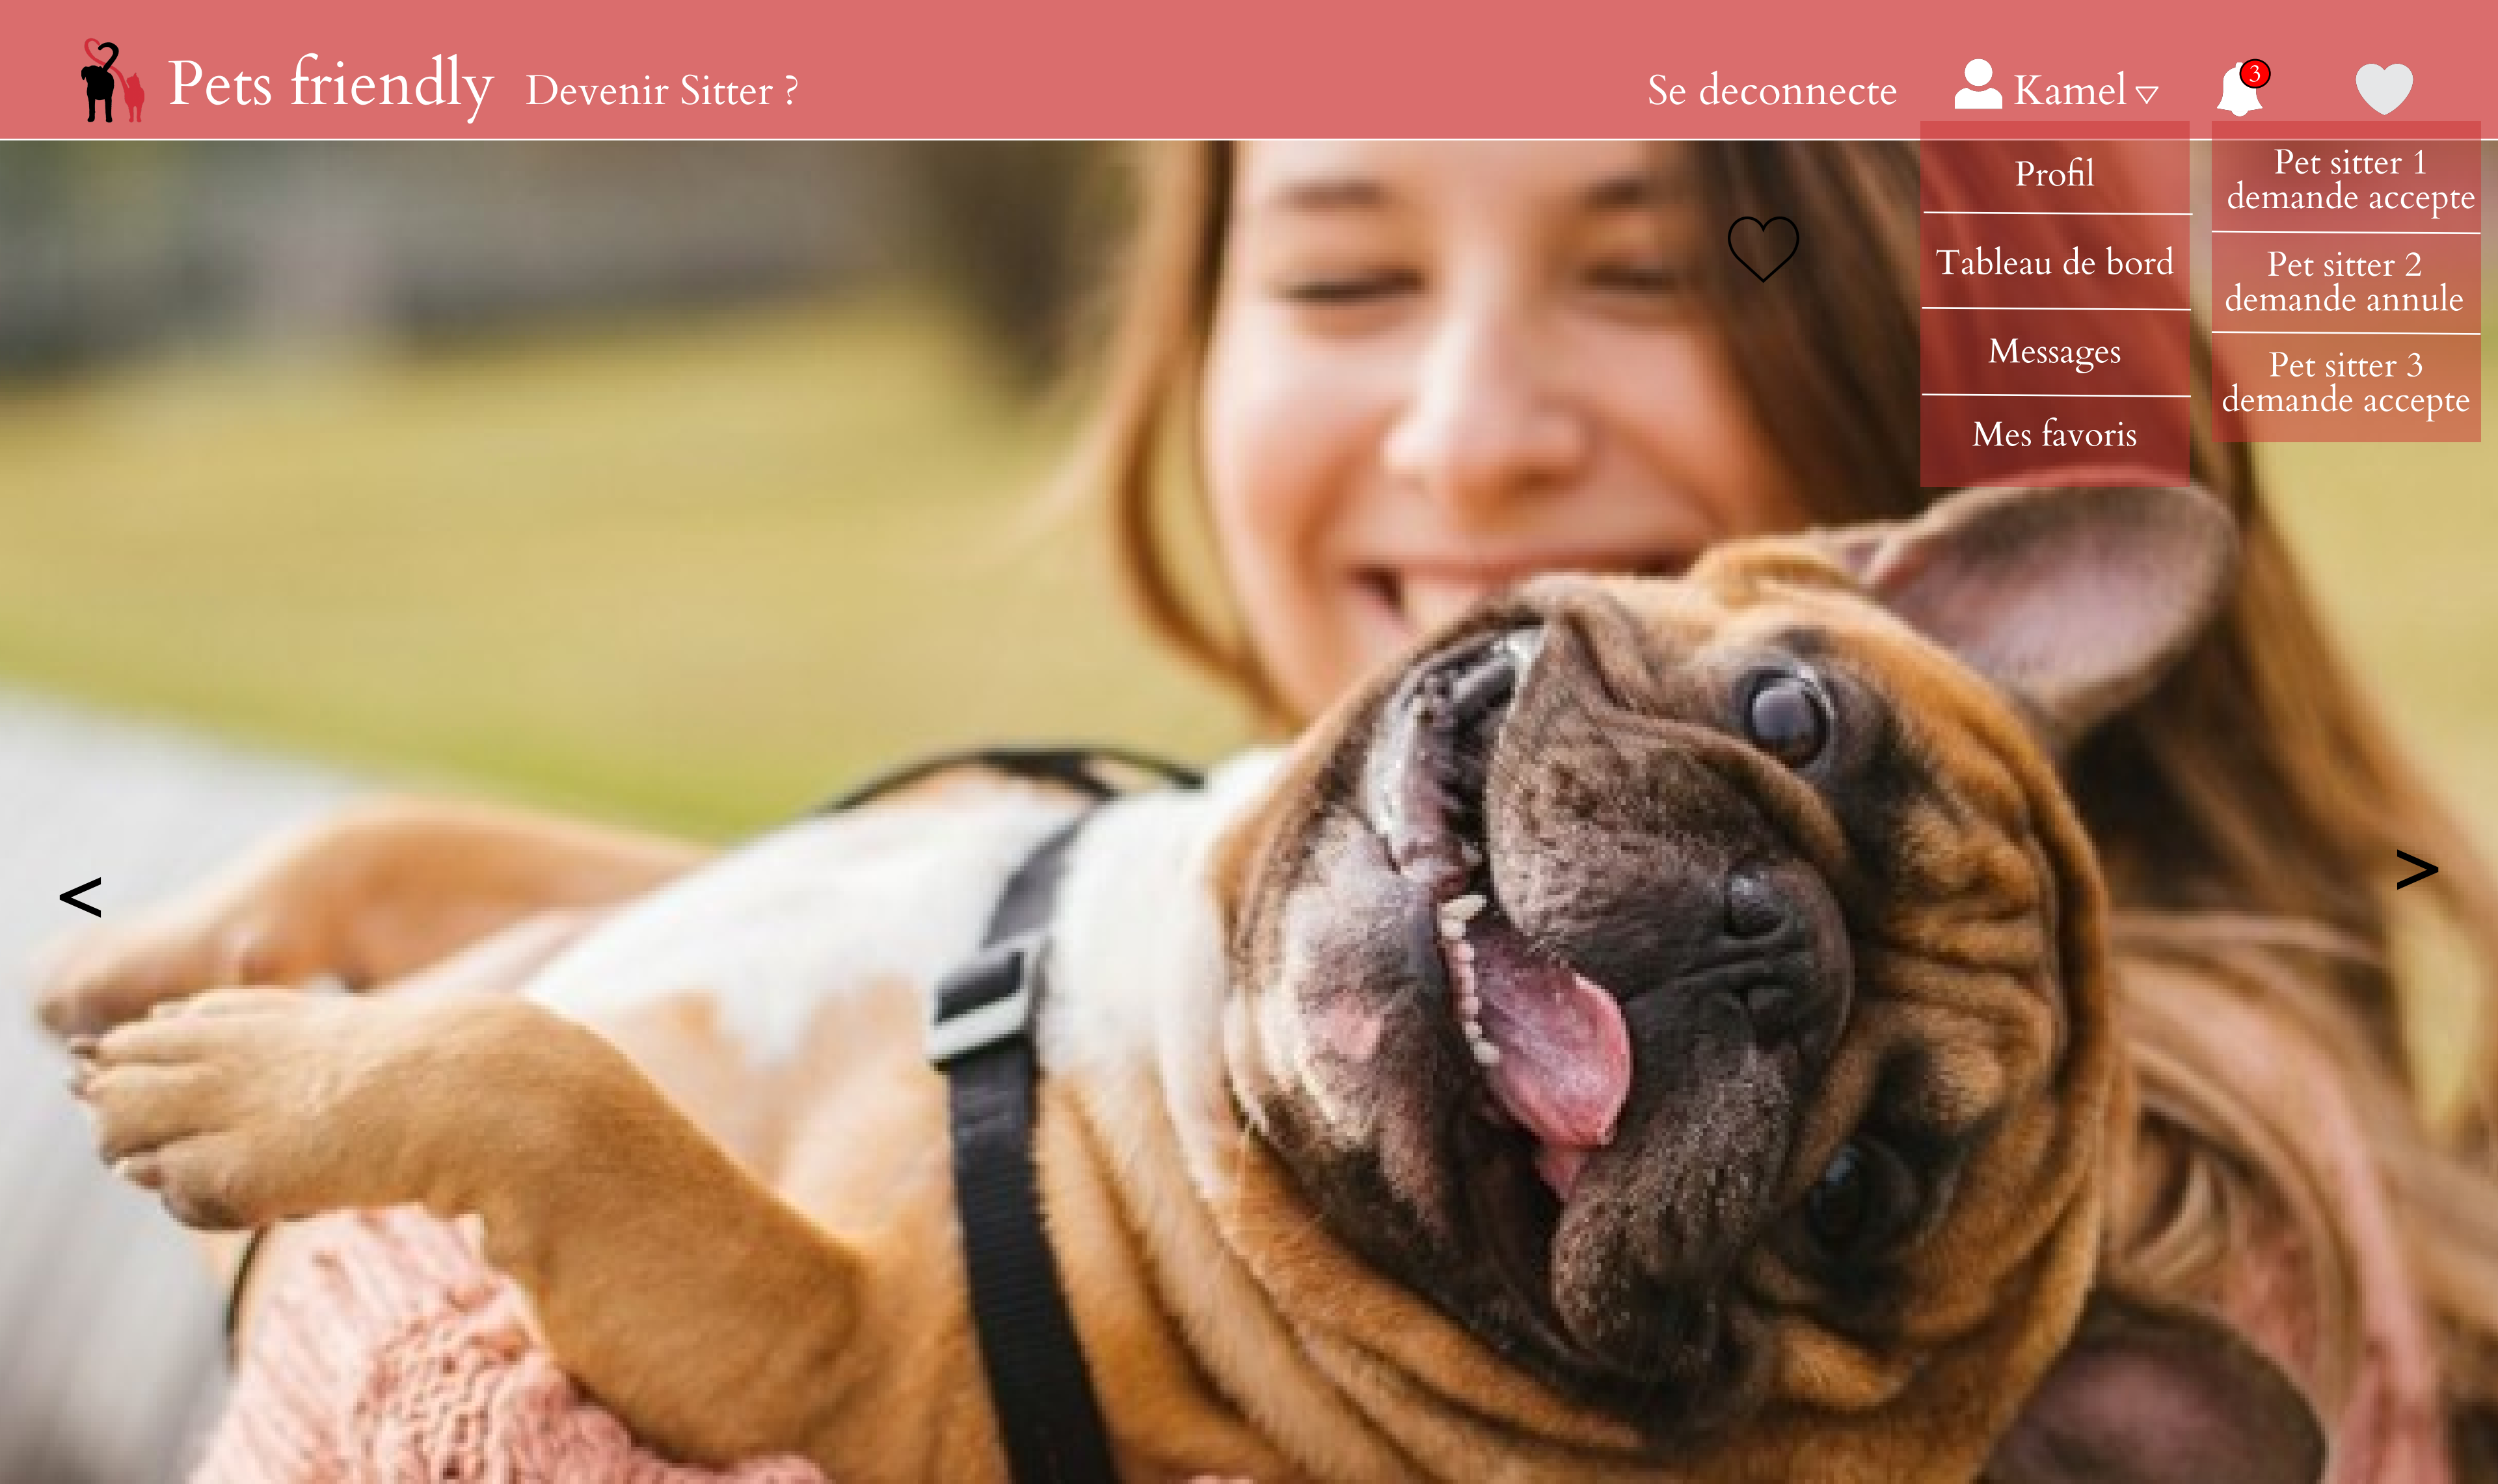 Pets friendly
Devenir Sitter ?
Se deconnecte
Kamel
3
Profil
Tableau de bord
Messages
Mes favoris
Pet sitter 1
demande accepte
Pet sitter 2
demande annule
Pet sitter 3
demande accepte
<
>